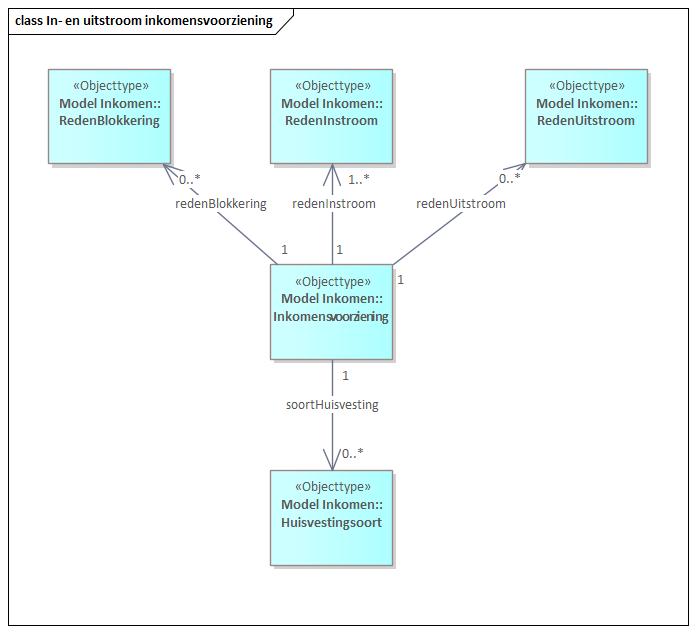 class In- en uitstroom inkomensvoorziening
«Objecttype»
Model Inkomen::
RedenBlokkering
«Objecttype»
Model Inkomen::
RedenInstroom
«Objecttype»
Model Inkomen::
RedenUitstroom
0..*
1..*
0..*
redenBlokkering
redenInstroom
redenUitstroom
1
1
1
«Objecttype»
Model Inkomen::
Inkomensvoorziening
1
soortHuisvesting
0..*
«Objecttype»
Model Inkomen::
Huisvestingsoort